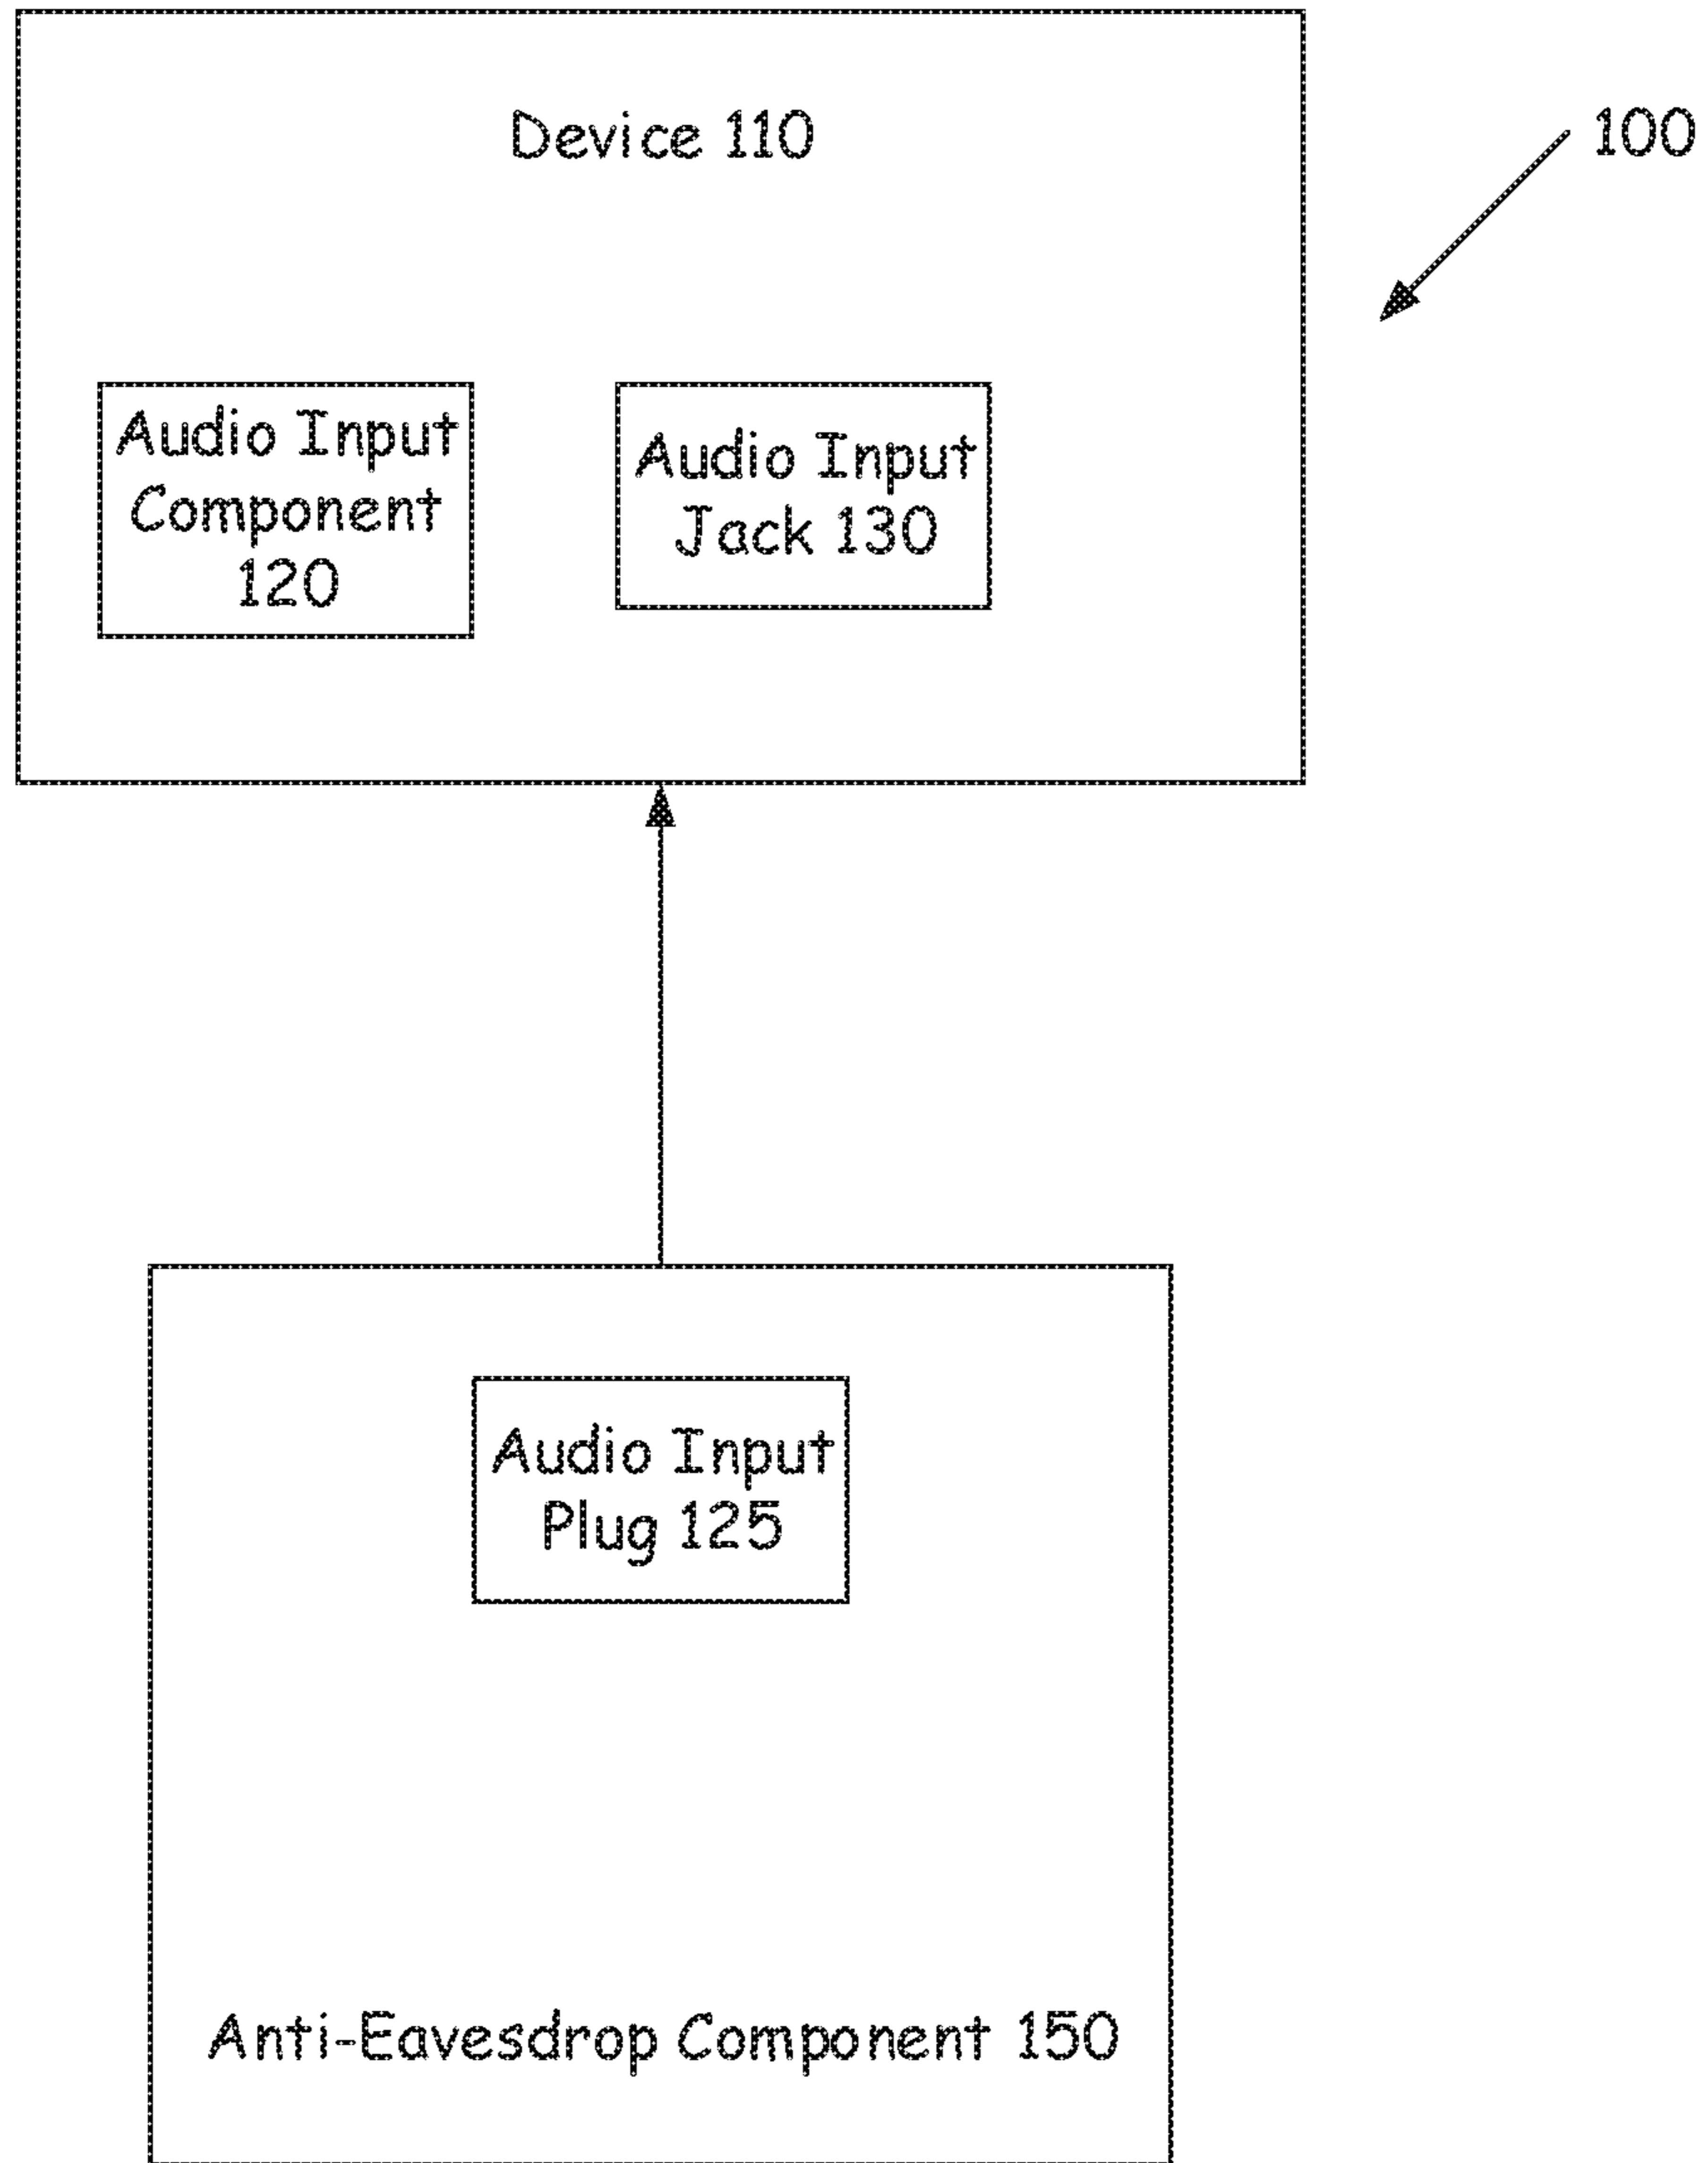 Device 110
100
Audio Input
Component
120
Audio Input
Jack 130
Audio Input
Plug 125
Anti-Eavesdrop Component 150